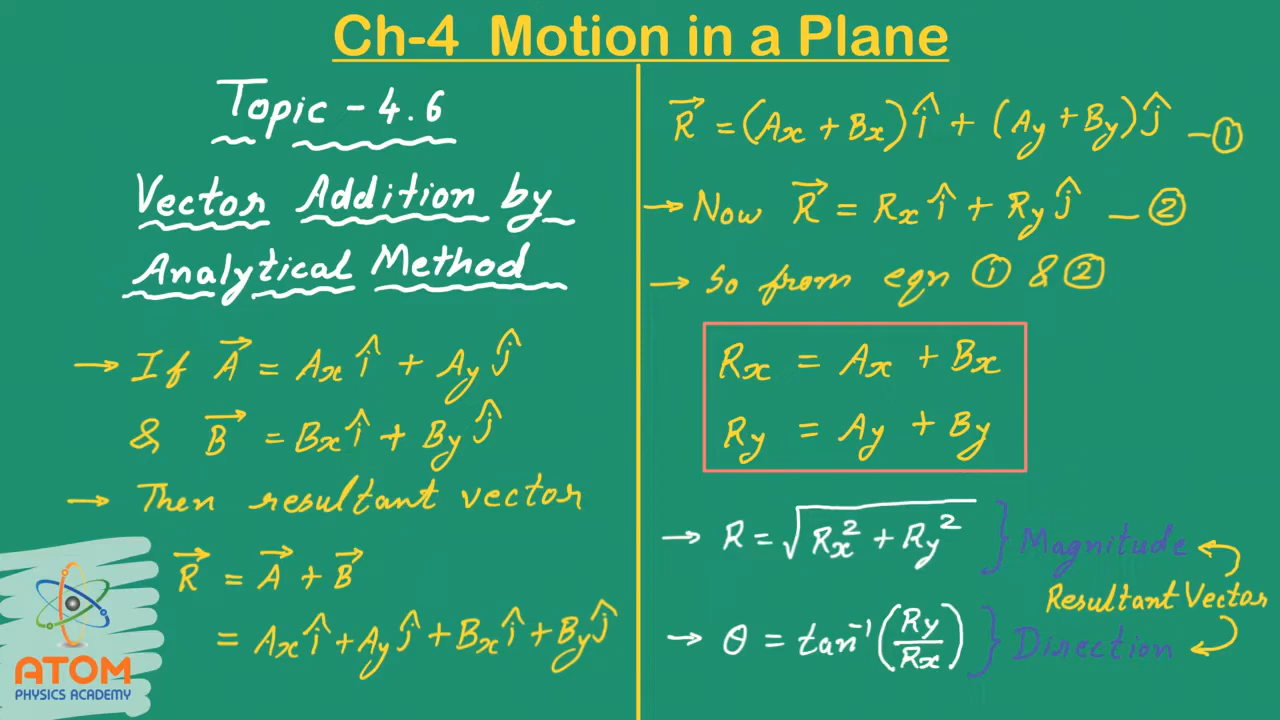 Ch-4 Motion in a Plane
Topic - 4.6
Vector Addition by
Analytical Method
→ If A⃗ = Ax î + Ay ĵ
& B⃗ = Bx î + By ĵ
→ Then resultant vector
R⃗ = A⃗ + B⃗
= Ax î + Ay ĵ + Bx î + By ĵ
ATOM
PHYSICS ACADEMY
R⃗ = (Ax + Bx) î + (Ay + By) ĵ – ①
→ Now R⃗ = Rx î + Ry ĵ – ②
→ So from eqn ① & ②
Rx = Ax + Bx
Ry = Ay + By
→ R = √(Rx² + Ry²) } Magnitude
Resultant Vector
→ θ = tan⁻¹ (Ry/Rx) } Direction